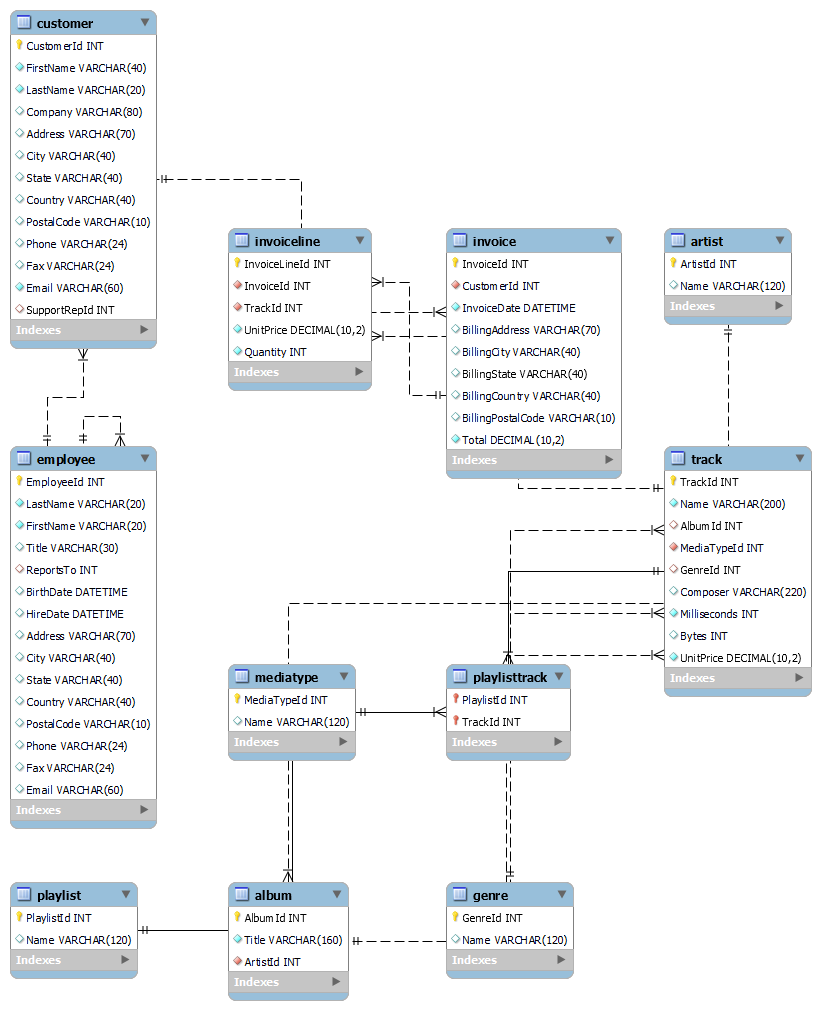 customer
CustomerId INT
FirstName VARCHAR(40)
LastName VARCHAR(20)
Company VARCHAR(80)
Address VARCHAR(70)
City VARCHAR(40)
State VARCHAR(40)
Country VARCHAR(40)
PostalCode VARCHAR(10)
Phone VARCHAR(24)
Fax VARCHAR(24)
Email VARCHAR(60)
SupportRepId INT
Indexes
invoiceline
InvoiceLineId INT
InvoiceId INT
TrackId INT
UnitPrice DECIMAL(10,2)
Quantity INT
Indexes
invoice
InvoiceId INT
CustomerId INT
InvoiceDate DATETIME
BillingAddress VARCHAR(70)
BillingCity VARCHAR(40)
BillingState VARCHAR(40)
BillingCountry VARCHAR(40)
BillingPostalCode VARCHAR(10)
Total DECIMAL(10,2)
Indexes
artist
ArtistId INT
Name VARCHAR(120)
Indexes
employee
EmployeeId INT
LastName VARCHAR(20)
FirstName VARCHAR(20)
Title VARCHAR(30)
ReportsTo INT
BirthDate DATETIME
HireDate DATETIME
Address VARCHAR(70)
City VARCHAR(40)
State VARCHAR(40)
Country VARCHAR(40)
PostalCode VARCHAR(10)
Phone VARCHAR(24)
Fax VARCHAR(24)
Email VARCHAR(60)
Indexes
track
TrackId INT
Name VARCHAR(200)
AlbumId INT
MediaTypeId INT
GenreId INT
Composer VARCHAR(220)
Milliseconds INT
Bytes INT
UnitPrice DECIMAL(10,2)
Indexes
mediatype
MediaTypeId INT
Name VARCHAR(120)
Indexes
playlisttrack
PlaylistId INT
TrackId INT
Indexes
playlist
PlaylistId INT
Name VARCHAR(120)
Indexes
album
AlbumId INT
Title VARCHAR(160)
ArtistId INT
Indexes
genre
GenreId INT
Name VARCHAR(120)
Indexes